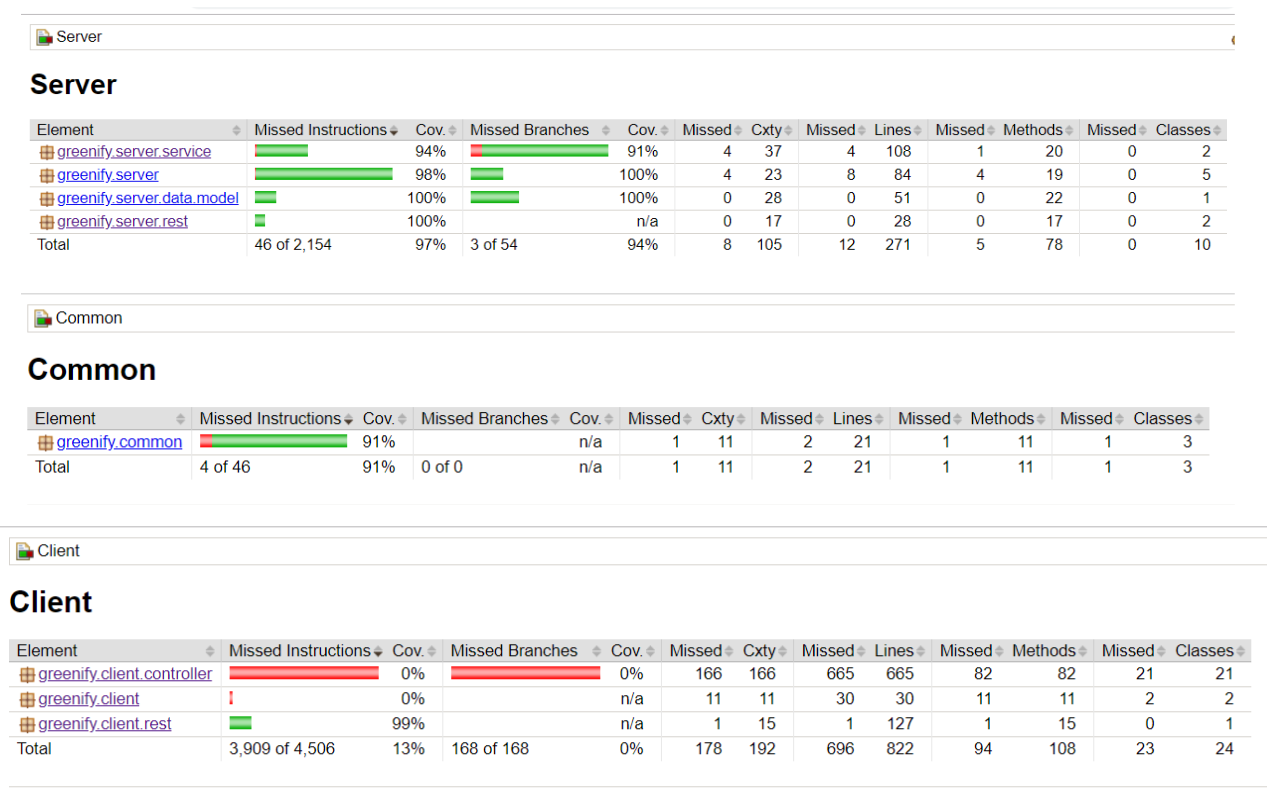 Server
Server
Element Missed Instructions Cov. Missed Branches Cov. Missed Cxty Missed Lines Missed Methods Missed Classes
greenify.server.service 94% 91% 4 37 4 108 1 20 0 2
greenify.server 98% 100% 4 23 8 84 4 19 0 5
greenify.server.data.model 100% 100% 0 28 0 51 0 22 0 1
greenify.server.rest 100% n/a 0 17 0 28 0 17 0 2
Total 46 of 2,154 97% 3 of 54 94% 8 105 12 271 5 78 0 10
Common
Common
Element Missed Instructions Cov. Missed Branches Cov. Missed Cxty Missed Lines Missed Methods Missed Classes
greenify.common 91% n/a 1 11 2 21 1 11 1 3
Total 4 of 46 91% 0 of 0 n/a 1 11 2 21 1 11 1 3
Client
Client
Element Missed Instructions Cov. Missed Branches Cov. Missed Cxty Missed Lines Missed Methods Missed Classes
greenify.client.controller 0% 0% 166 166 665 665 82 82 21 21
greenify.client 0% n/a 11 11 30 30 11 11 2 2
greenify.client.rest 99% n/a 1 15 1 127 1 15 0 1
Total 3,909 of 4,506 13% 168 of 168 0% 178 192 696 822 94 108 23 24